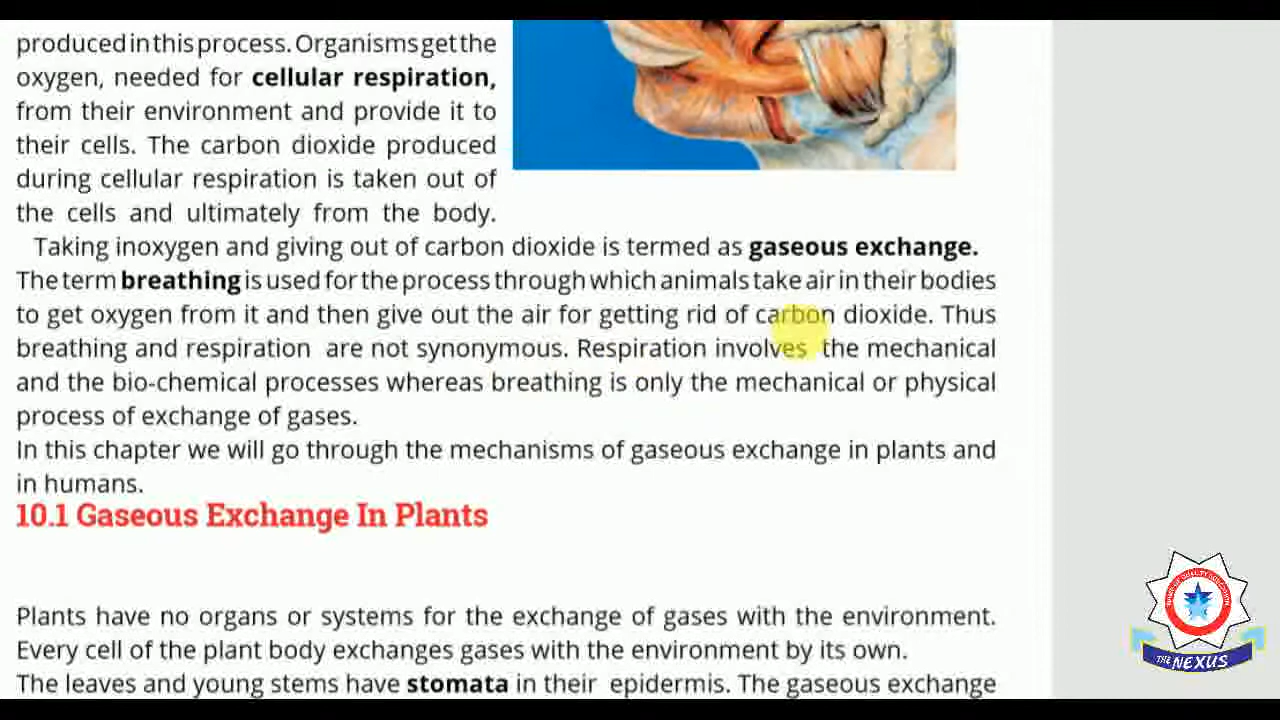 produced in this process. Organisms get the
oxygen, needed for cellular respiration,
from their environment and provide it to
their cells. The carbon dioxide produced
during cellular respiration is taken out of
the cells and ultimately from the body.
Taking inoxygen and giving out of carbon dioxide is termed as gaseous exchange.
The term breathing is used for the process through which animals take air in their bodies
to get oxygen from it and then give out the air for getting rid of carbon dioxide. Thus
breathing and respiration are not synonymous. Respiration involves the mechanical
and the bio-chemical processes whereas breathing is only the mechanical or physical
process of exchange of gases.
In this chapter we will go through the mechanisms of gaseous exchange in plants and
in humans.
10.1 Gaseous Exchange In Plants
Plants have no organs or systems for the exchange of gases with the environment.
Every cell of the plant body exchanges gases with the environment by its own.
The leaves and young stems have stomata in their epidermis. The gaseous exchange
THE NEXUS